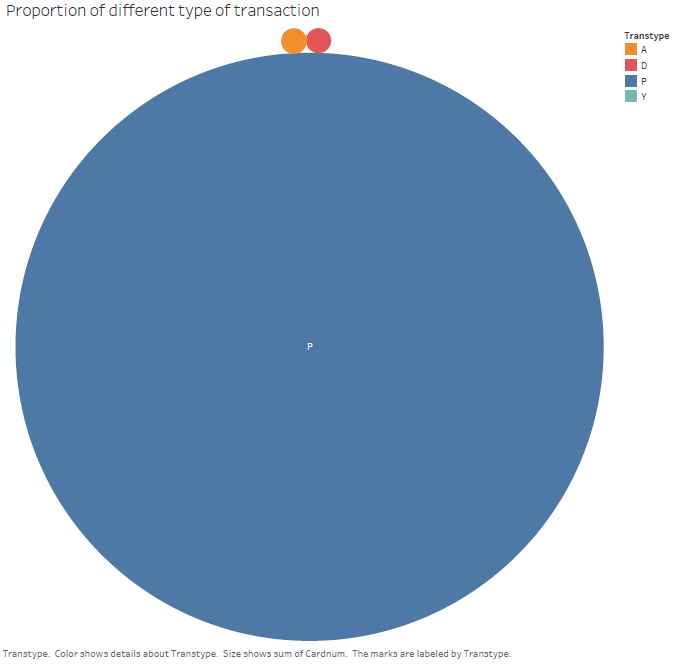 Proportion of different type of transaction
Transtype
A
D
P
Y
P
Transtype.  Color shows details about Transtype.  Size shows sum of Cardnum.  The marks are labeled by Transtype.